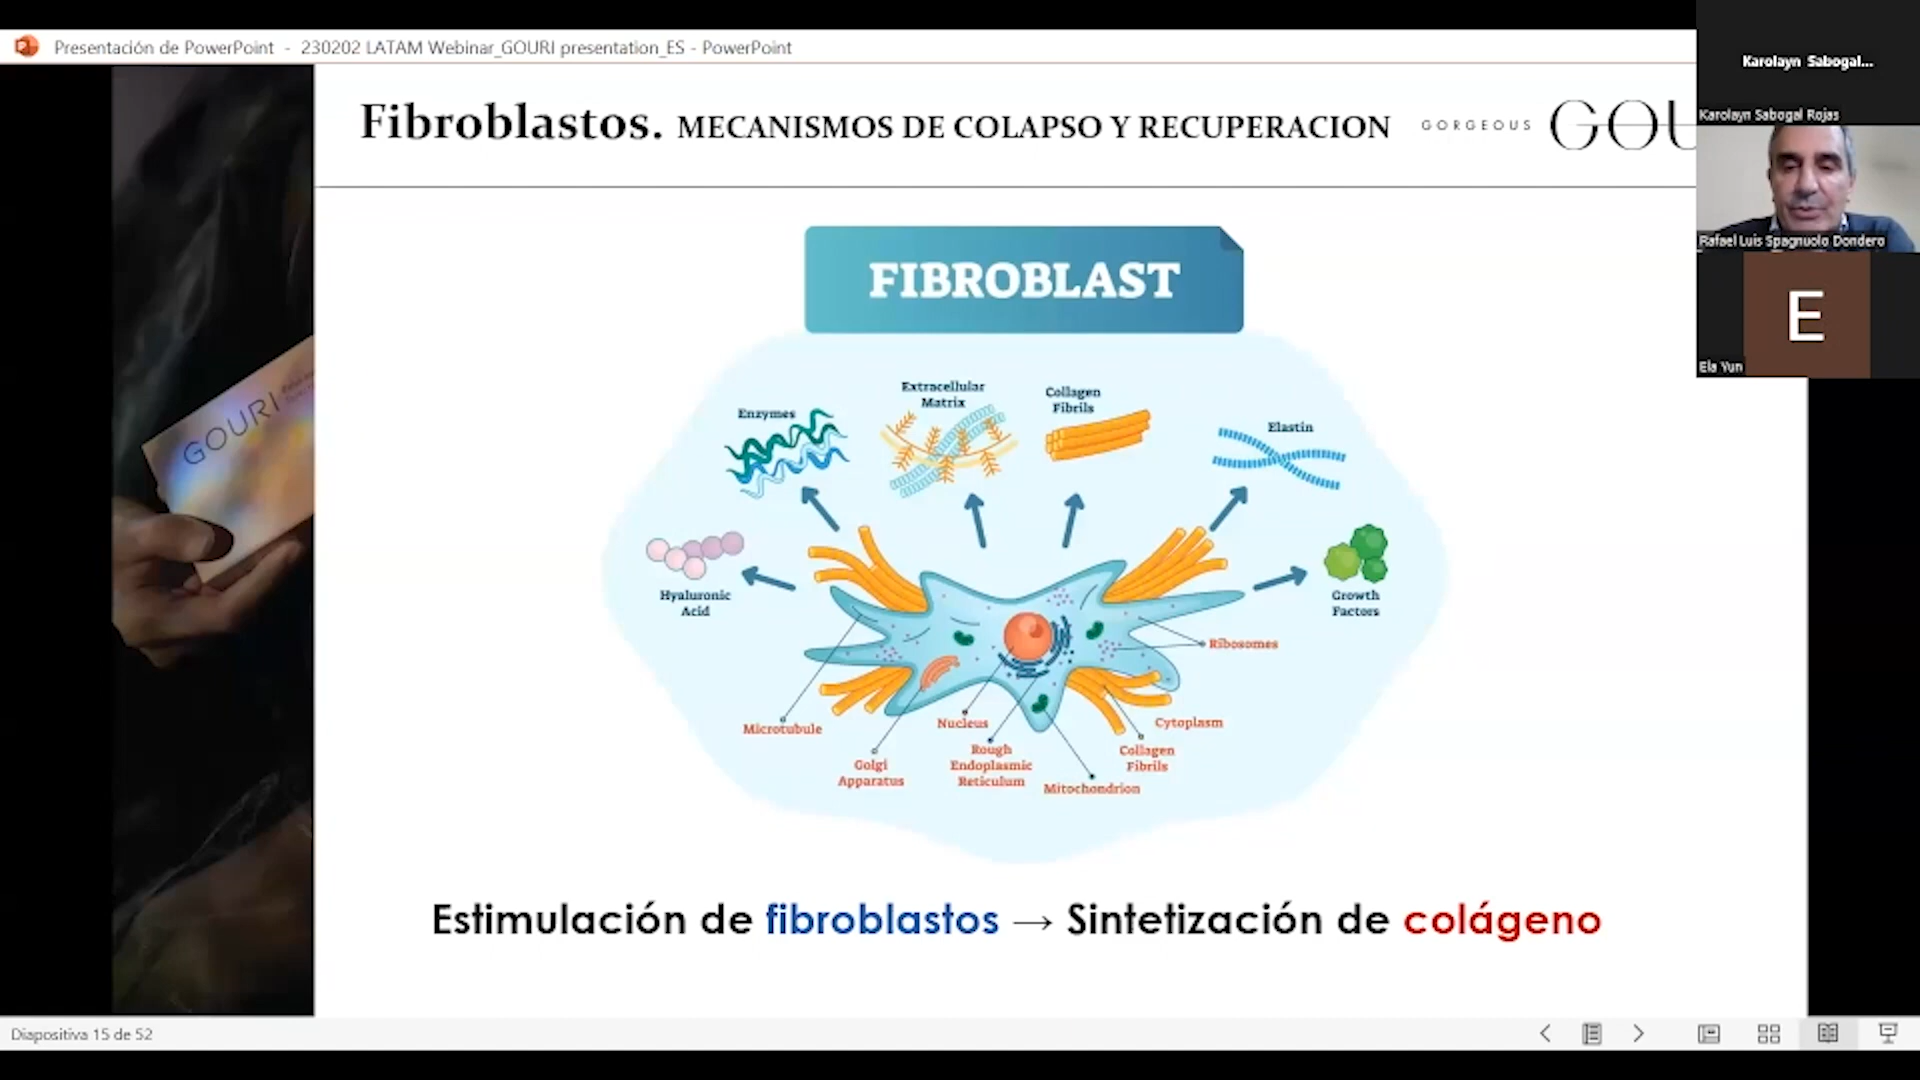 Presentación de PowerPoint - 230202 LATAM Webinar_GOURI presentation_ES - PowerPoint
Karolayn Sabogal...
Karolayn Sabogal Rojas
Fibroblastos. MECANISMOS DE COLAPSO Y RECUPERACION
GORGEOUS GOU
Rafael Luis Spagnuolo Dondero
E
Ela Yun
FIBROBLAST
GOURI
Enzymes
Extracellular
Matrix
Collagen
Fibrils
Elastin
Hyaluronic
Acid
Growth
Factors
Ribosomes
Microtubule
Nucleus
Cytoplasm
Golgi
Apparatus
Rough
Endoplasmic
Reticulum
Collagen
Fibrils
Mitochondrion
Estimulación de fibroblastos → Sintetización de colágeno
Diapositiva 15 de 52